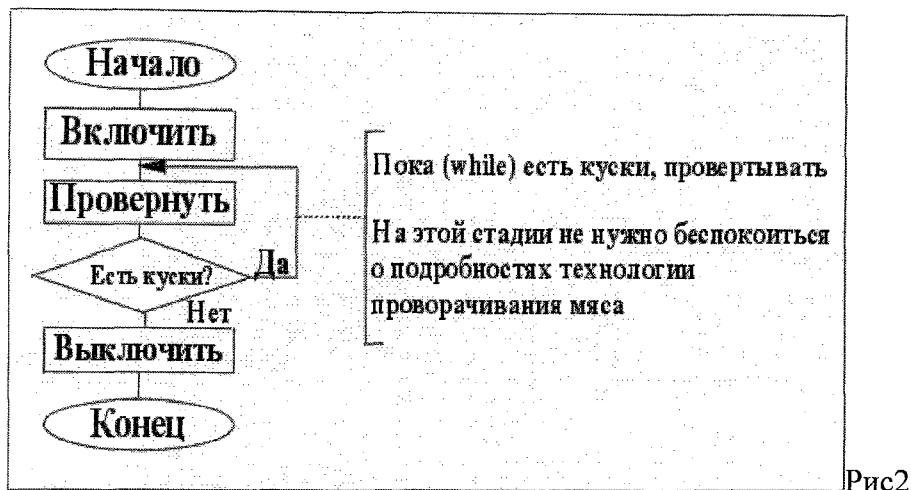 Начало
Включить
Провернуть
Есть куски?
Да
Нет
Выключить
Конец
Пока (while) есть куски, провертывать
На этой стадии не нужно беспокоиться
о подробностях технологии
проворачивания мяса
Рис2